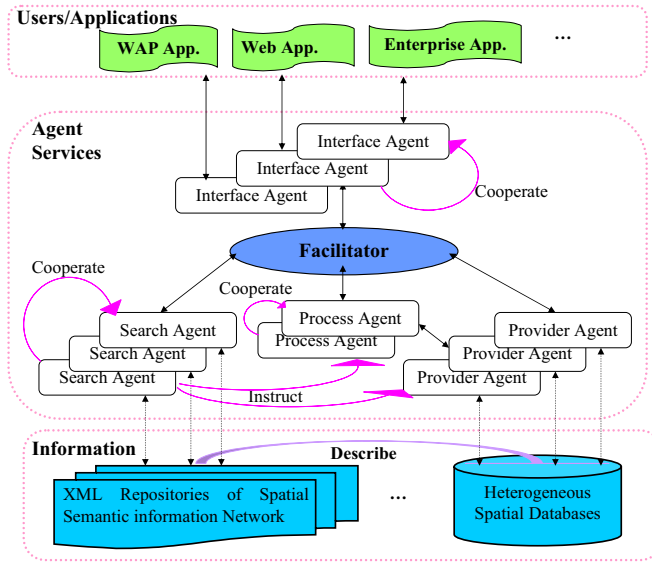 Users/Applications
WAP App.
Web App.
Enterprise App.
...
Agent
Services
Interface Agent
Interface Agent
Interface Agent
Cooperate
Facilitator
Cooperate
Cooperate
Search Agent
Process Agent
Provider Agent
Search Agent
Process Agent
Provider Agent
Search Agent
Provider Agent
Instruct
Information
Describe
XML Repositories of Spatial
Semantic information Network
...
Heterogeneous
Spatial Databases